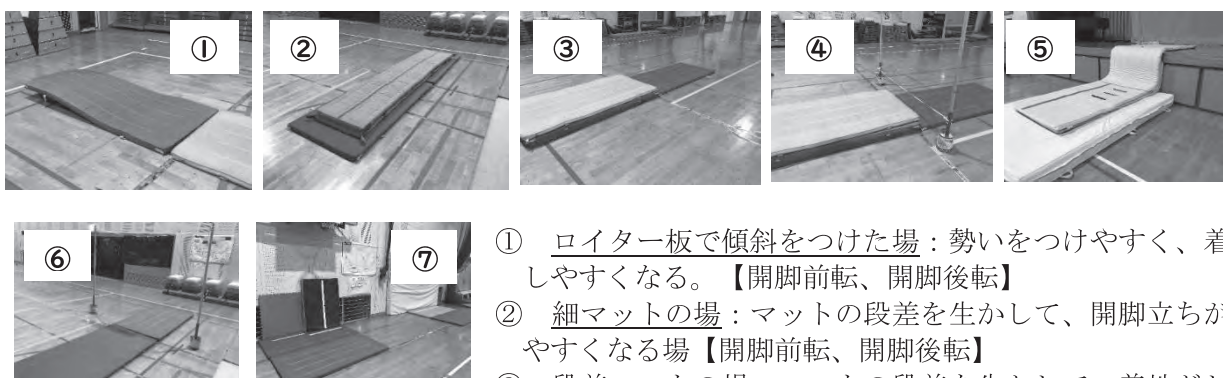 ①
②
③
④
⑤
⑥
⑦
① ロイター板で傾斜をつけた場：勢いをつけやすく、着
しやすくなる。【開脚前転、開脚後転】
② 細マットの場：マットの段差を生かして、開脚立ちが
やすくなる場【開脚前転、開脚後転】